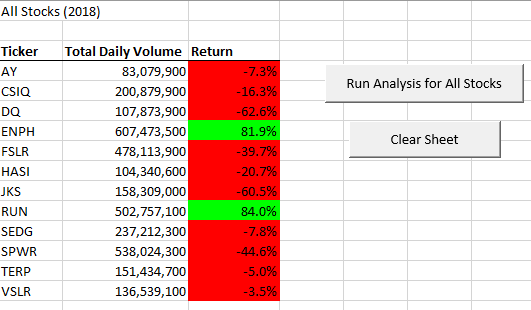 All Stocks (2018)
Ticker Total Daily Volume Return
AY 83,079,900 -7.3%
CSIQ 200,879,900 -16.3%
DQ 107,873,900 -62.6%
ENPH 607,473,500 81.9%
FSLR 478,113,900 -39.7%
HASI 104,340,600 -20.7%
JKS 158,309,000 -60.5%
RUN 502,757,100 84.0%
SEDG 237,212,300 -7.8%
SPWR 538,024,300 -44.6%
TERP 151,434,700 -5.0%
VSLR 136,539,100 -3.5%
Run Analysis for All Stocks
Clear Sheet